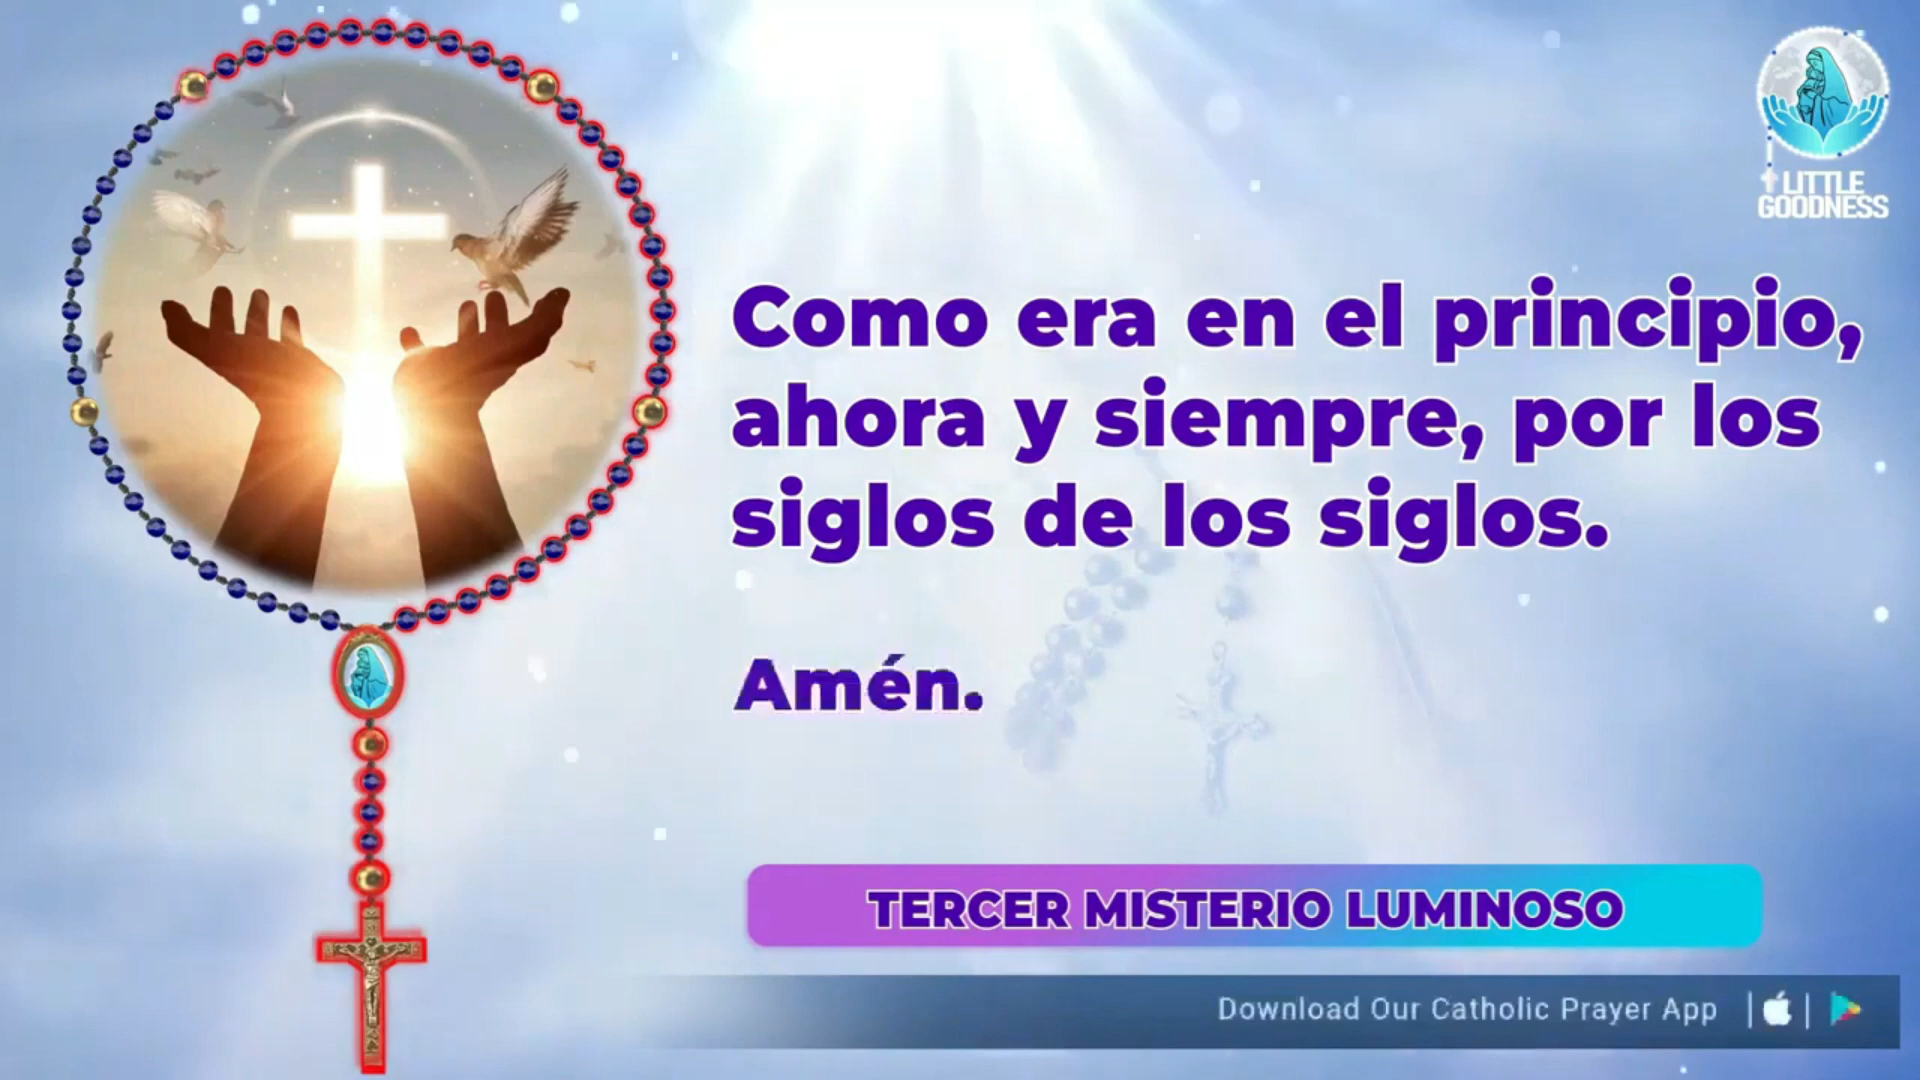 LITTLE
GOODNESS
Como era en el principio,
ahora y siempre, por los
siglos de los siglos.
Amén.
TERCER MISTERIO LUMINOSO
Download Our Catholic Prayer App